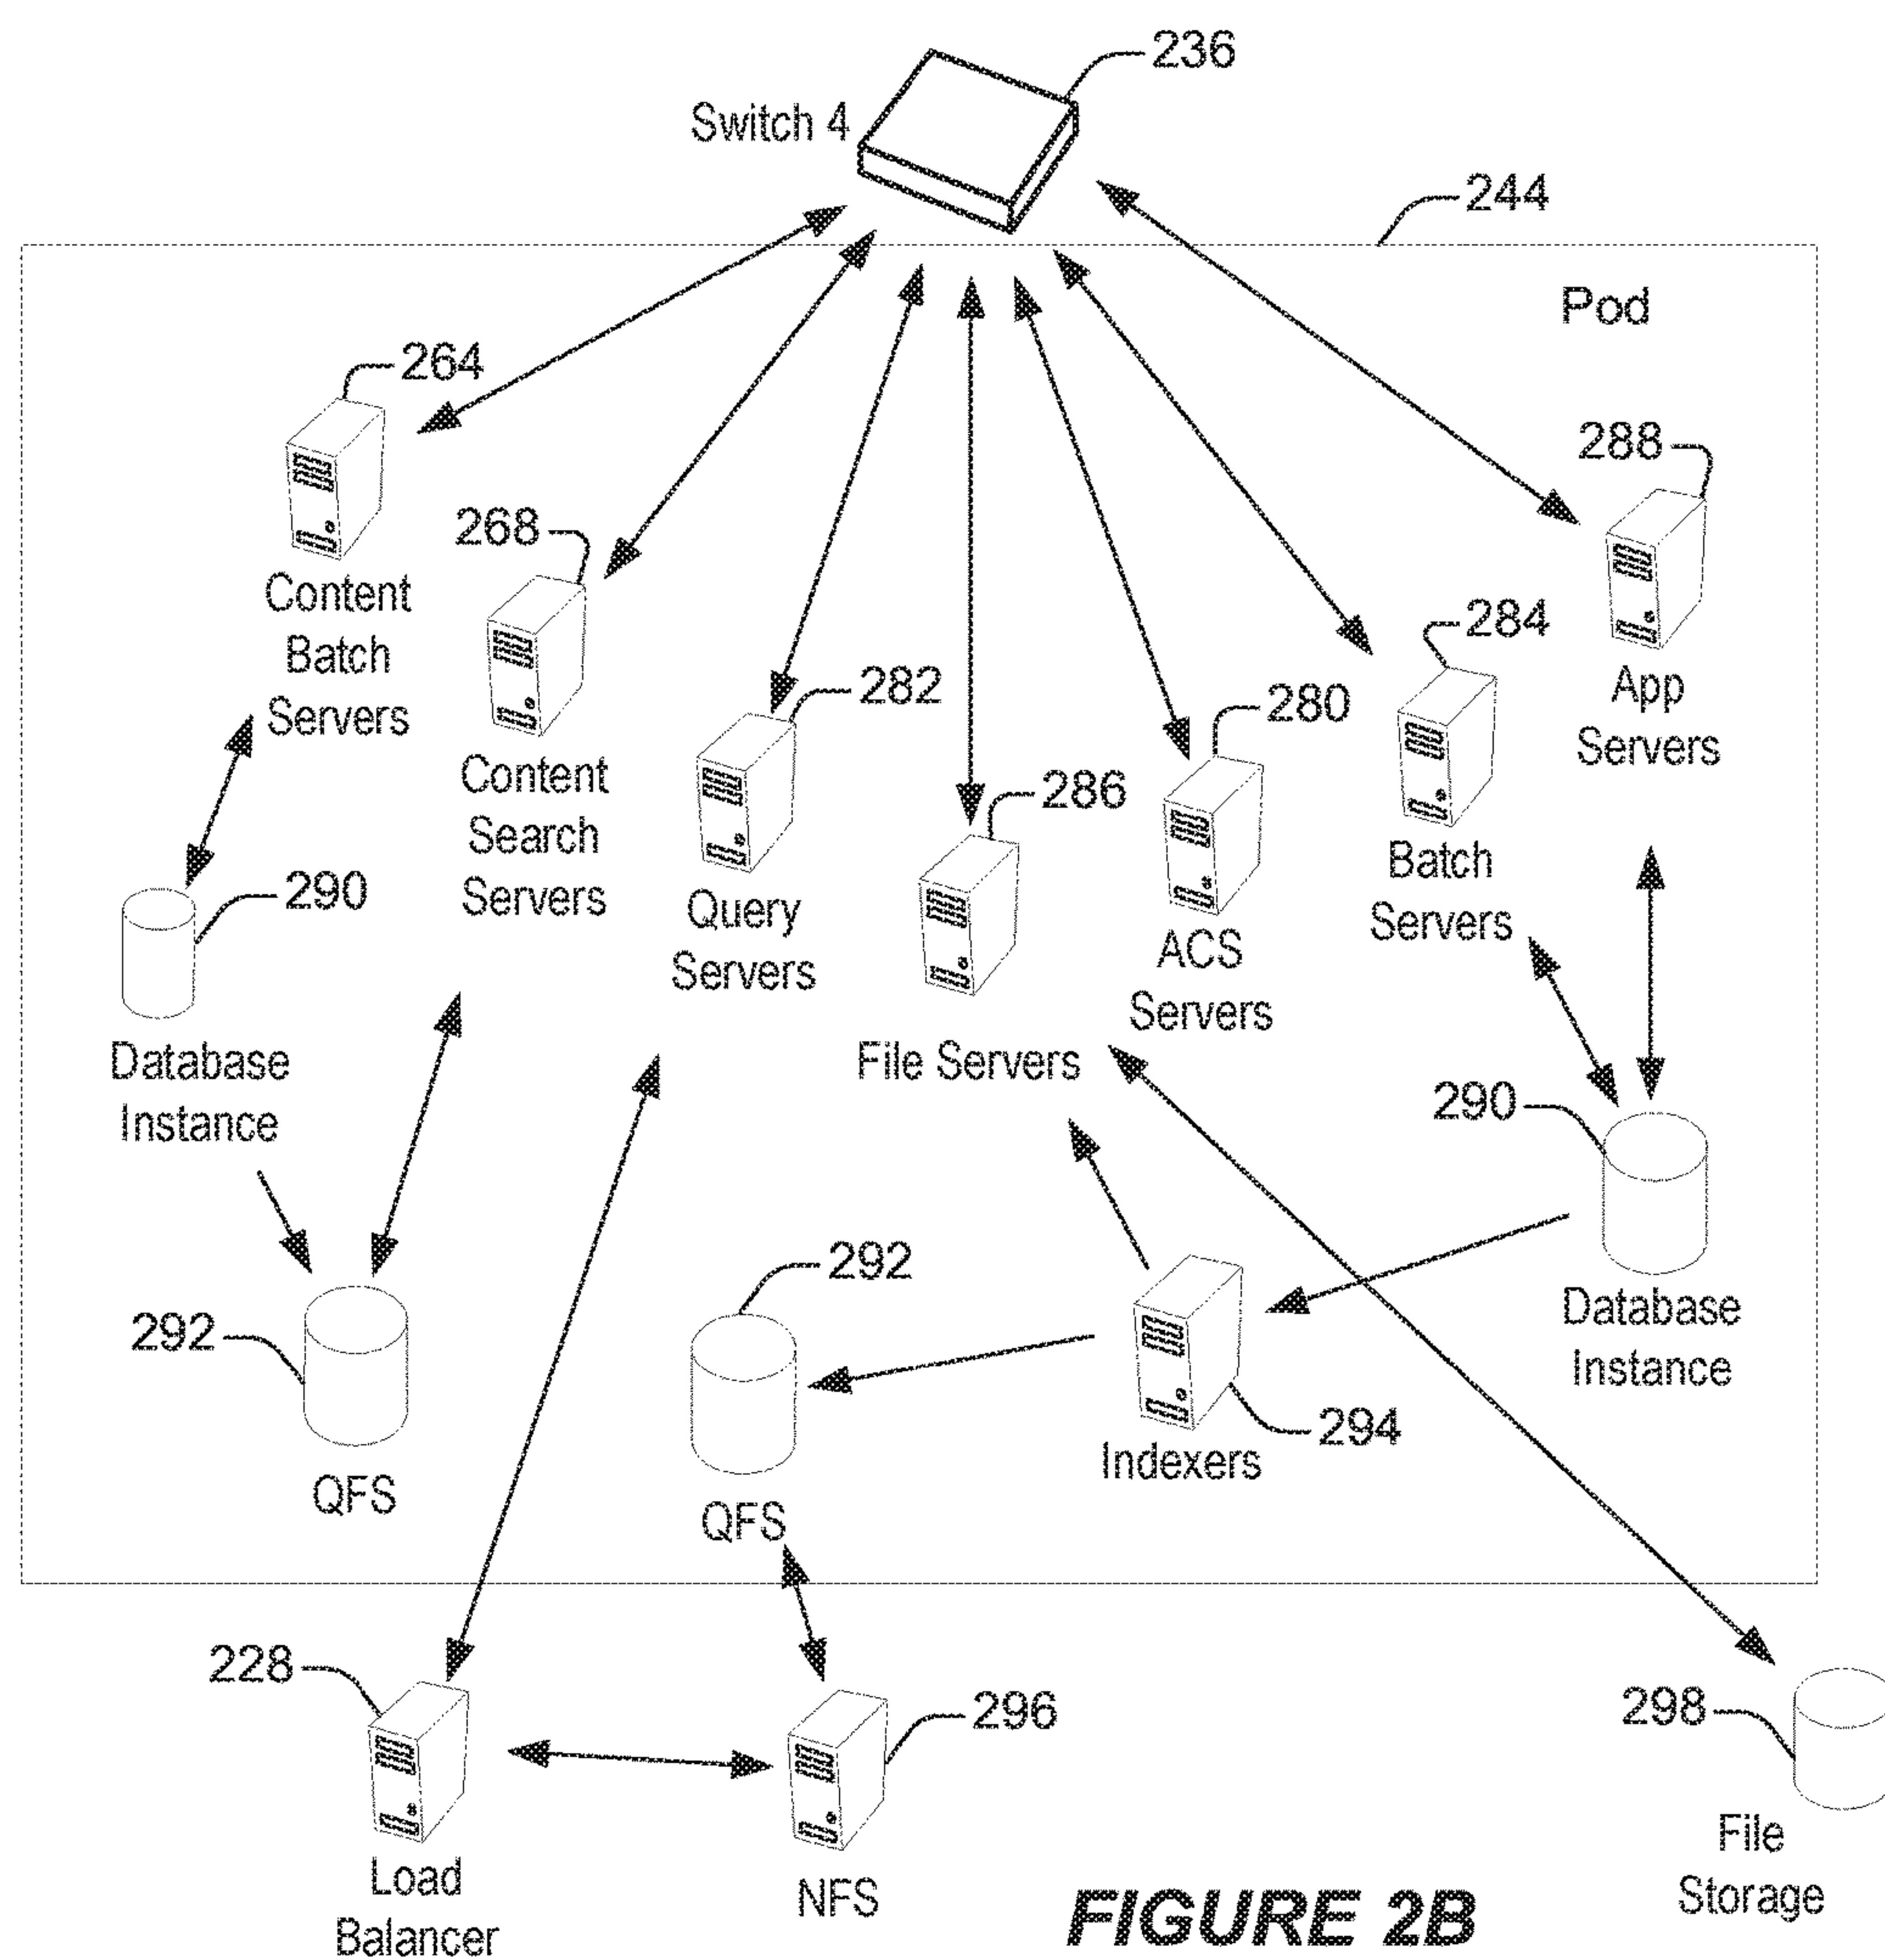 236
Switch 4
244
Pod
264
288
268
Content
Batch
Servers
284
282
280
App
Servers
Content
Search
Servers
286
Batch
Servers
290
Query
Servers
ACS
Servers
Database
Instance
File Servers
290
292
292
Database
Instance
294
Indexers
QFS
QFS
228
296
298
Load
Balancer
NFS
File
Storage
FIGURE 2B